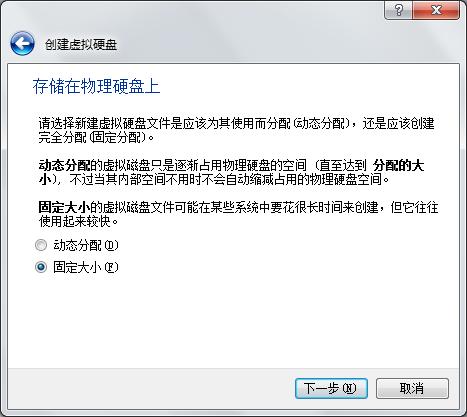 创建虚拟硬盘
存储在物理硬盘上
请选择新建虚拟硬盘文件是应该为其使用而分配(动态分配)，还是应该创建
完全分配(固定分配)。
动态分配的虚拟磁盘只是逐渐占用物理硬盘的空间（直至达到 分配的大
小），不过当其内部空间不用时不会自动缩减占用的物理硬盘空间。
固定大小的虚拟磁盘文件可能在某些系统中要花很长时间来创建，但它往往
使用起来较快。
动态分配(D)
固定大小(F)
下一步(N)
取消